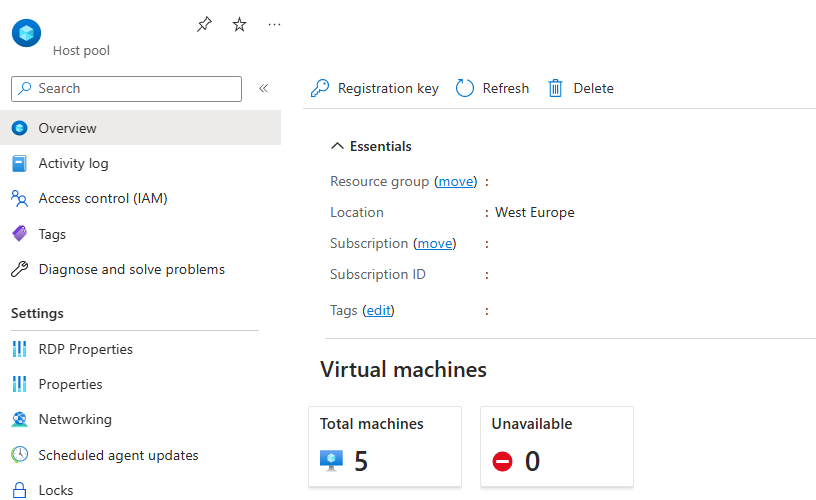 Host pool
Search
Overview
Activity log
Access control (IAM)
Tags
Diagnose and solve problems
Settings
RDP Properties
Properties
Networking
Scheduled agent updates
Locks
Registration key Refresh Delete
Essentials
Resource group (move) :
Location : West Europe
Subscription (move) :
Subscription ID :
Tags (edit) :
Virtual machines
Total machines
5
Unavailable
0